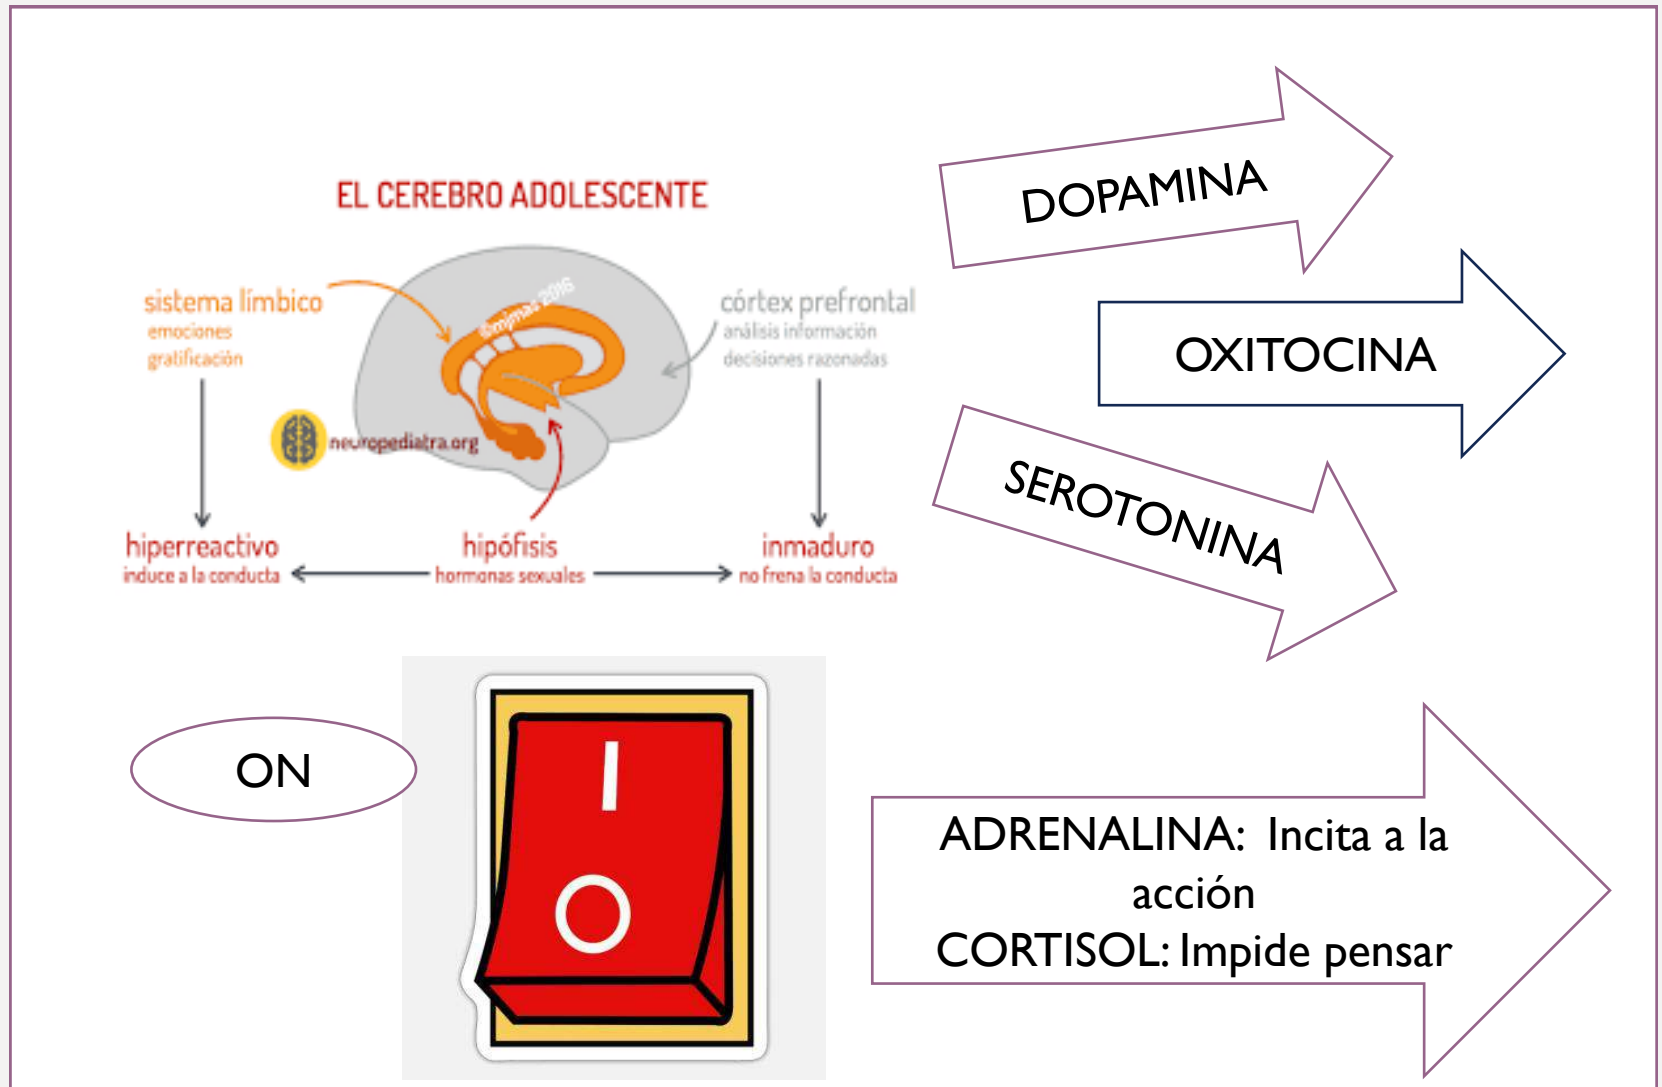 EL CEREBRO ADOLESCENTE
sistema límbico
emociones
gratificación
©mjmas 2016
córtex prefrontal
análisis información
decisiones razonadas
neuropediatra.org
hiperreactivo
induce a la conducta
hipófisis
hormonas sexuales
inmaduro
no frena la conducta
DOPAMINA
OXITOCINA
SEROTONINA
ON
I
O
ADRENALINA: Incita a la
acción
CORTISOL: Impide pensar